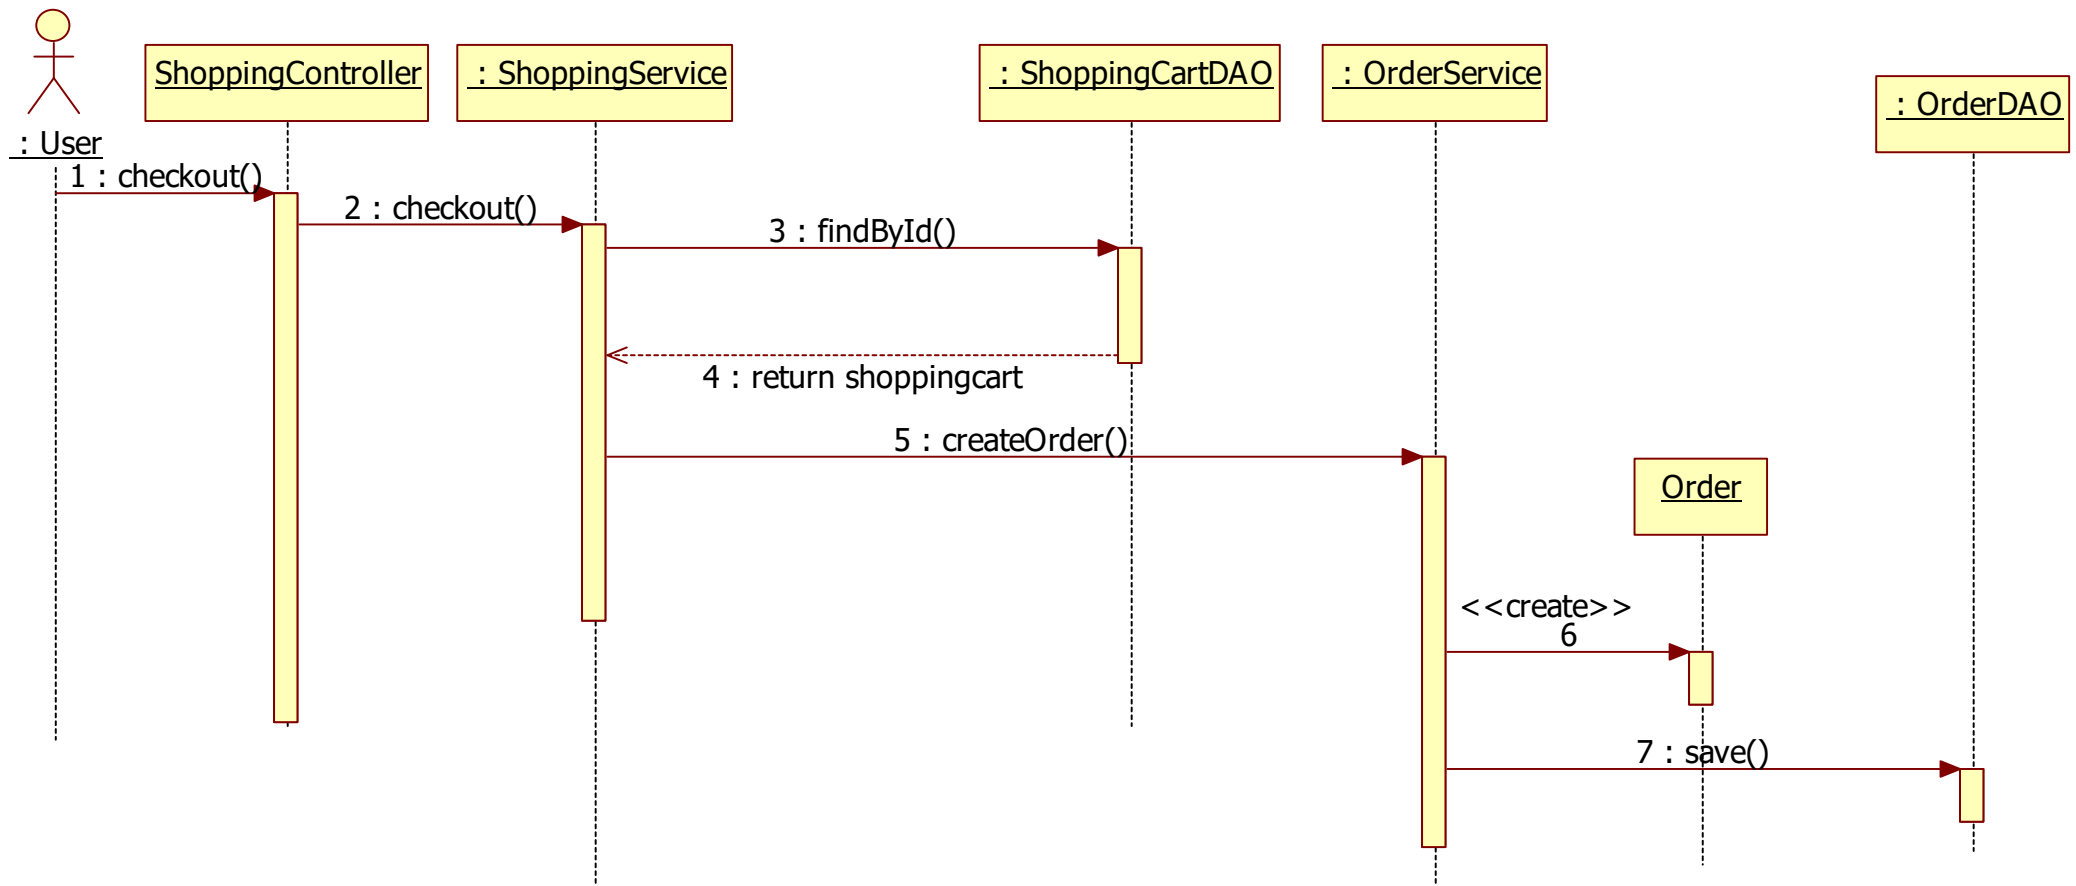 ShoppingController
: ShoppingService
: ShoppingCartDAO
: OrderService
: OrderDAO
: User
1 : checkout()
2 : checkout()
3 : findById()
4 : return shoppingcart
5 : createOrder()
Order
<<create>>
6
7 : save()